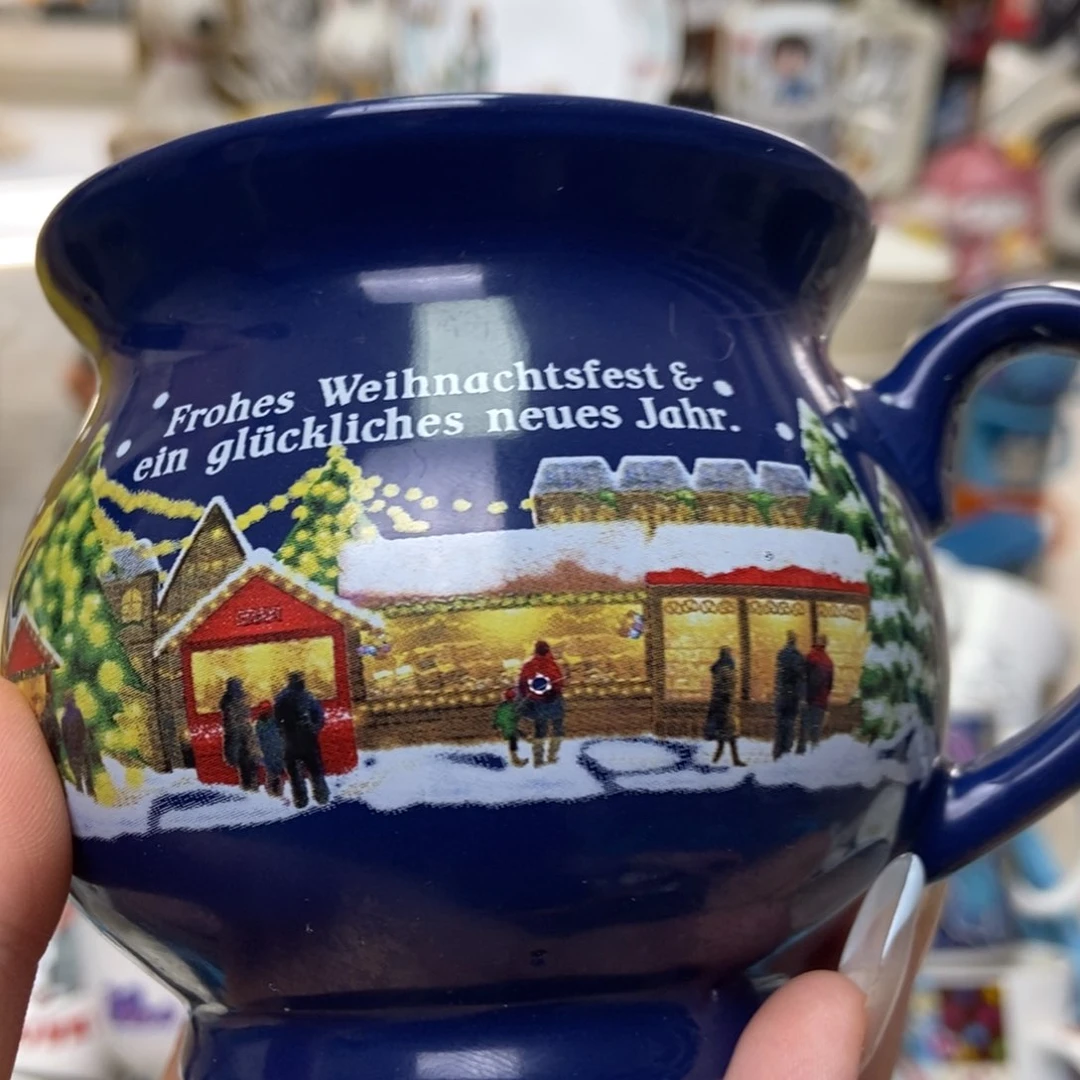 Frohes Weihnachtsfest &
ein glückliches neues Jahr.